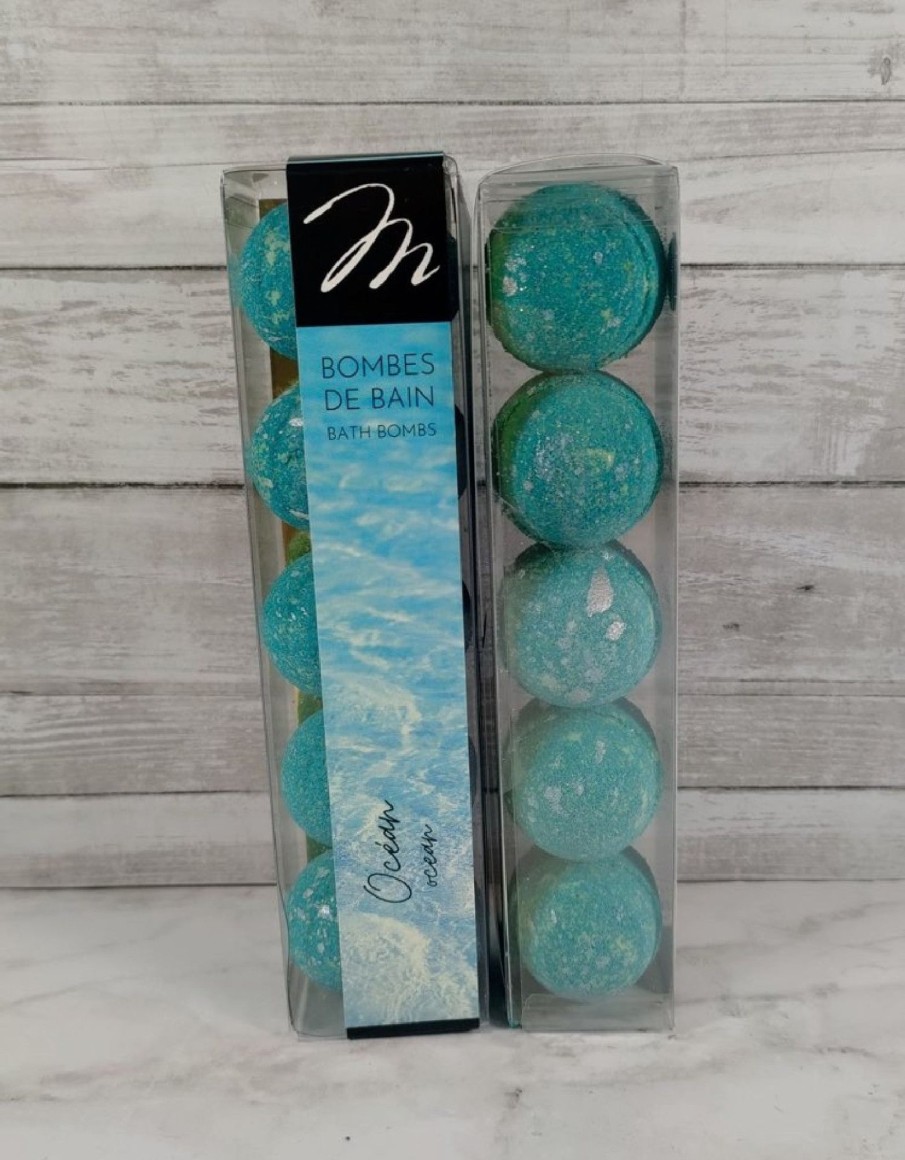 M
BOMBES
DE BAIN
BATH BOMBS
Océan
ocean